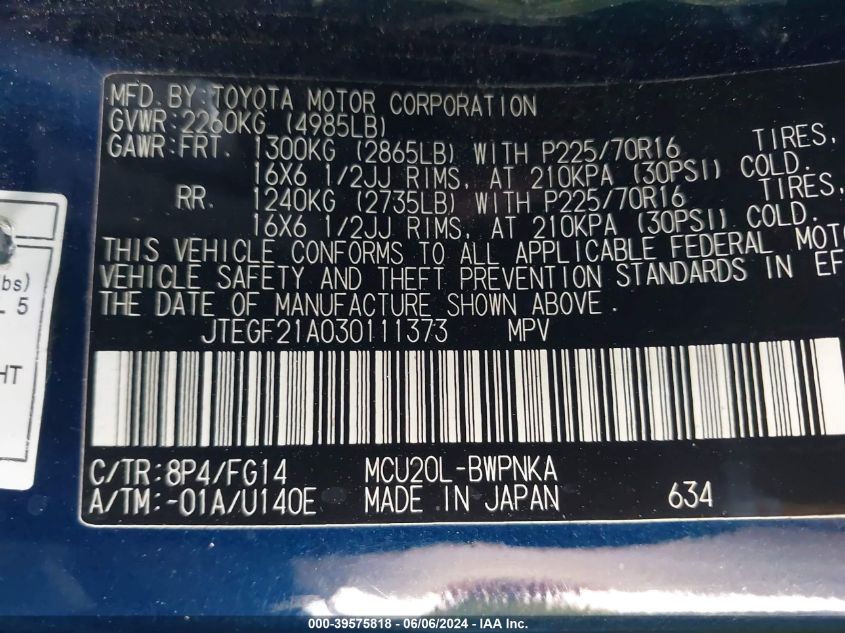 MFD. BY: TOYOTA MOTOR CORPORATION
GVWR: 2260KG (4985LB)
GAWR: FRT. 1300KG (2865LB) WITH P225/70R16 TIRES,
16X6 1/2JJ RIMS, AT 210KPA (30PSI) COLD.
RR. 1240KG (2735LB) WITH P225/70R16 TIRES,
16X6 1/2JJ RIMS, AT 210KPA (30PSI) COLD.
THIS VEHICLE CONFORMS TO ALL APPLICABLE FEDERAL MOTO
VEHICLE SAFETY AND THEFT PREVENTION STANDARDS IN EF
THE DATE OF MANUFACTURE SHOWN ABOVE.
JTEGF21A030111373 MPV
C/TR: 8P4/FG14 MCU20L-BWPNKA
A/TM: -01A/U140E MADE IN JAPAN 634
bs)
L 5
HT
000-39575818 - 06/06/2024 - IAA Inc.